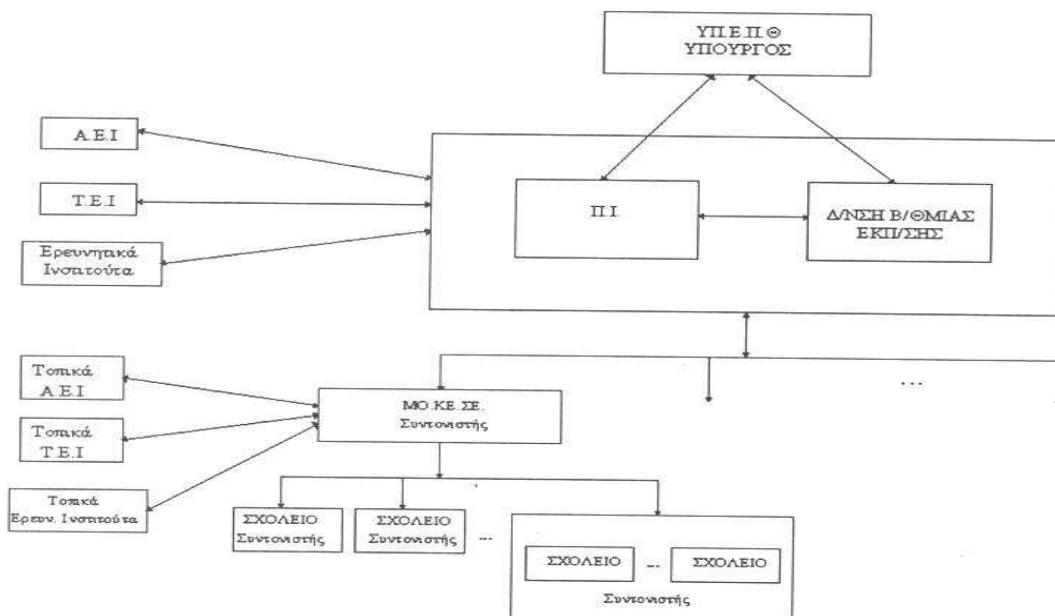 ΥΠ.Ε.Π.Θ
ΥΠΟΥΡΓΟΣ
Α.Ε.Ι
Τ.Ε.Ι
Π Ι.
Δ/ΝΣΗ Β/ΘΜΙΑΣ
ΕΚΠ/ΣΗΣ
Ερευνητικά
Ινστιτούτα
Τοπικά
Α.Ε.Ι
...
ΜΟ.ΚΕ.ΣΕ.
Συντονιστής
Τοπικά
Τ.Ε.Ι
Τοπικά
Ερευν. Ινστιτούτα
ΣΧΟΛΕΙΟ
Συντονιστής
ΣΧΟΛΕΙΟ
Συντονιστής
...
ΣΧΟΛΕΙΟ
...
ΣΧΟΛΕΙΟ
Συντονιστής